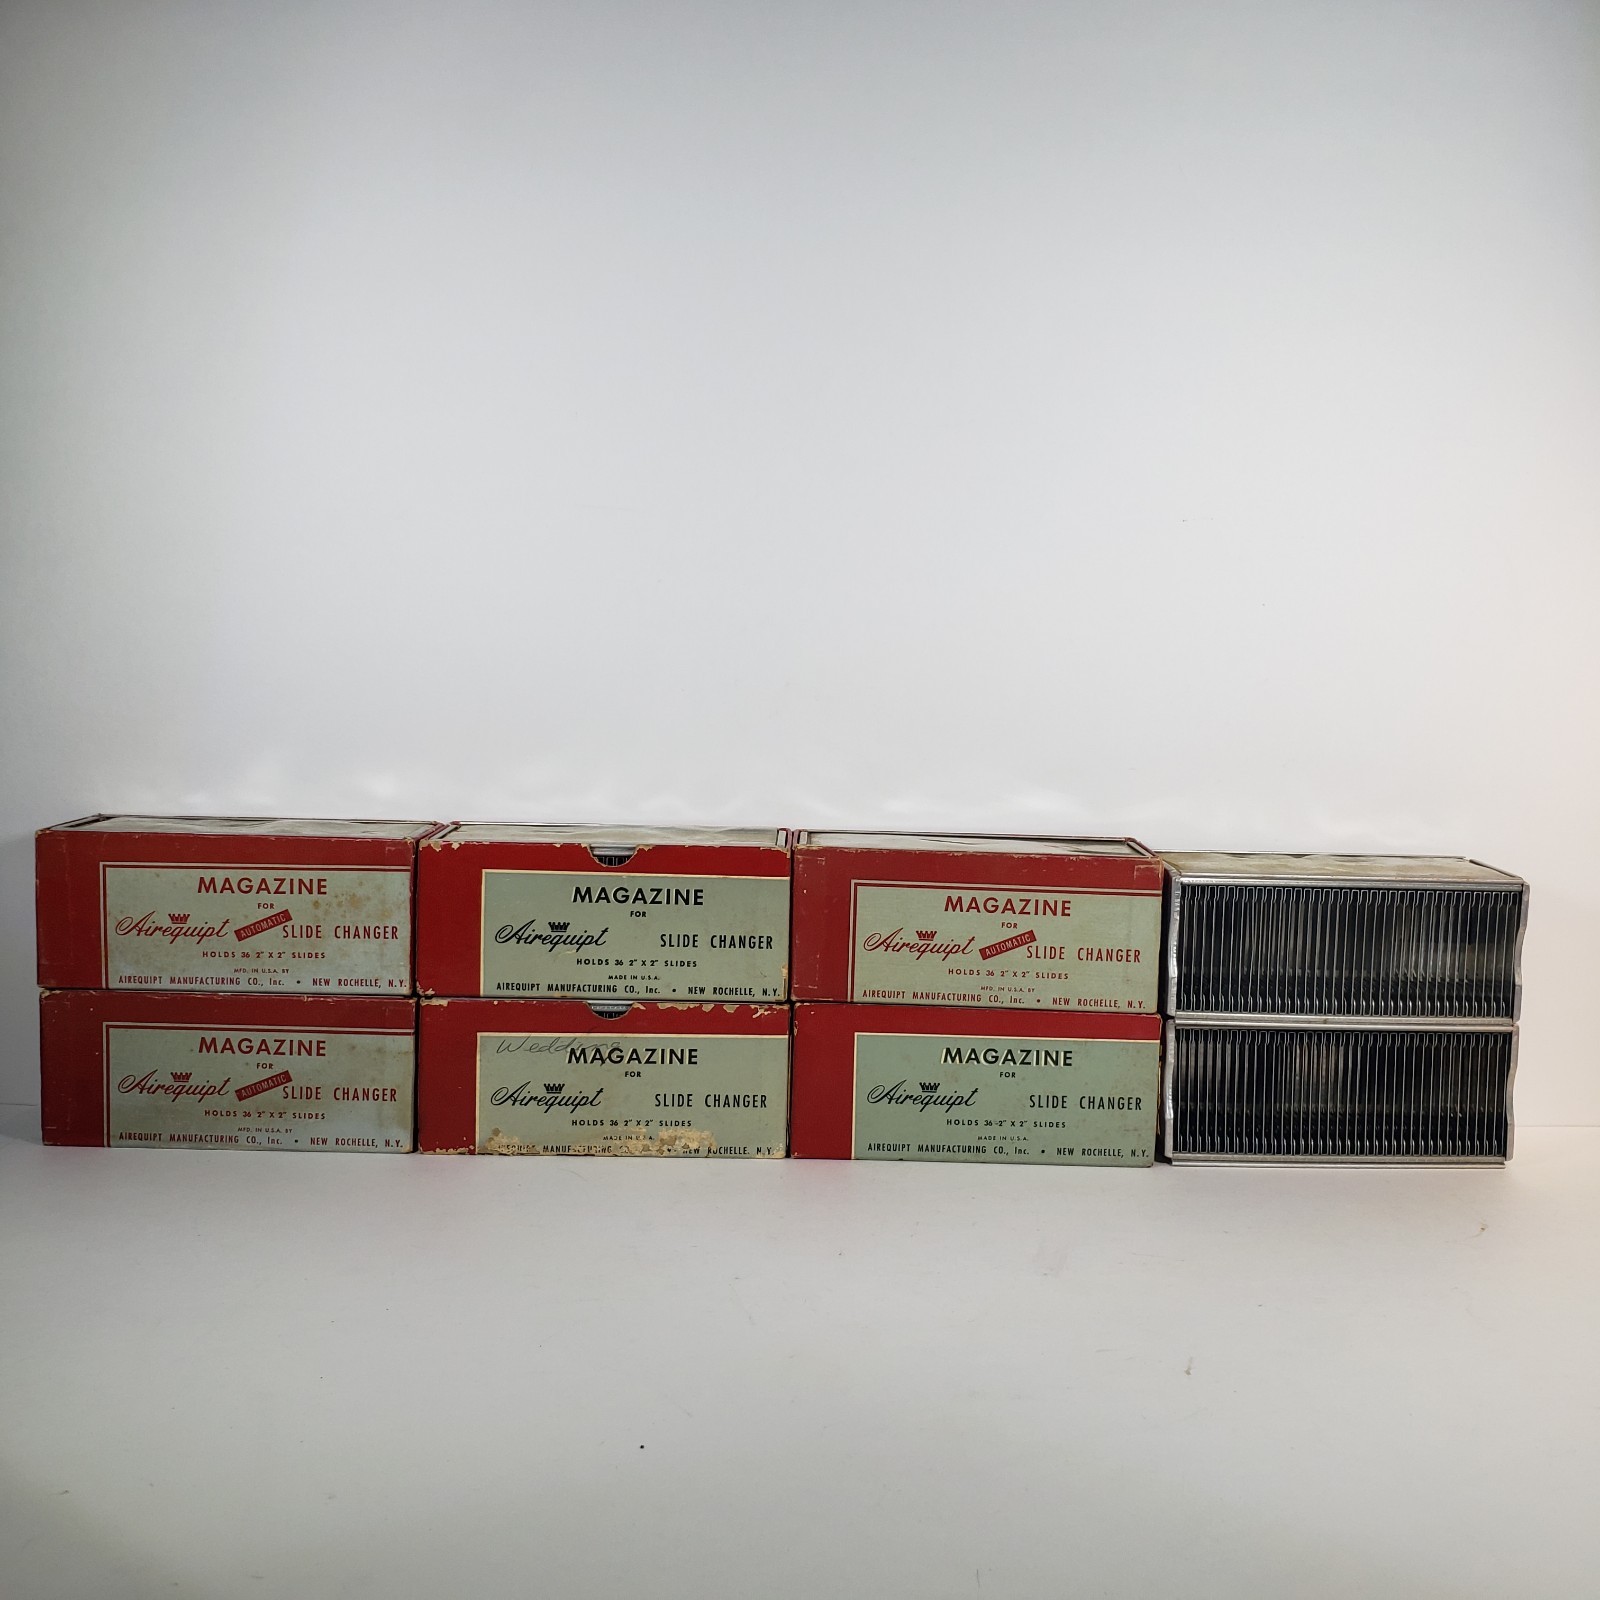 MAGAZINE
FOR
Airequipt AUTOMATIC SLIDE CHANGER
HOLDS 36 2" X 2" SLIDES
MFD. IN U.S.A. BY
AIREQUIPT MANUFACTURING CO., Inc. • NEW ROCHELLE, N.Y.
MAGAZINE
FOR
Airequipt SLIDE CHANGER
HOLDS 36 2" X 2" SLIDES
MADE IN U.S.A.
AIREQUIPT MANUFACTURING CO., Inc. • NEW ROCHELLE, N.Y.
MAGAZINE
FOR
Airequipt AUTOMATIC SLIDE CHANGER
HOLDS 36 2" X 2" SLIDES
MFD. IN U.S.A. BY
AIREQUIPT MANUFACTURING CO., Inc. • NEW ROCHELLE, N.Y.
MAGAZINE
FOR
Airequipt AUTOMATIC SLIDE CHANGER
HOLDS 36 2" X 2" SLIDES
MFD. IN U.S.A. BY
AIREQUIPT MANUFACTURING CO., Inc. • NEW ROCHELLE, N.Y.
MAGAZINE
FOR
Airequipt SLIDE CHANGER
HOLDS 36 2" X 2" SLIDES
MADE IN U.S.A.
MANUFACTURING • NEW ROCHELLE, N.Y.
MAGAZINE
FOR
Airequipt SLIDE CHANGER
HOLDS 36 2" X 2" SLIDES
MADE IN U.S.A.
AIREQUIPT MANUFACTURING CO., Inc. • NEW ROCHELLE, N.Y.